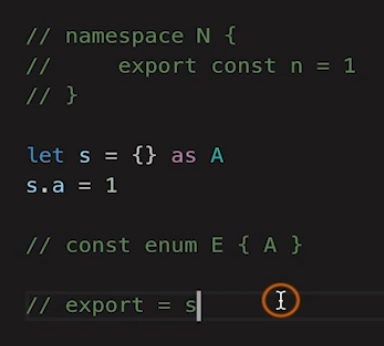 // namespace N {
//     export const n = 1
// }
let s = {} as A
s.a = 1
// const enum E { A }
// export = s